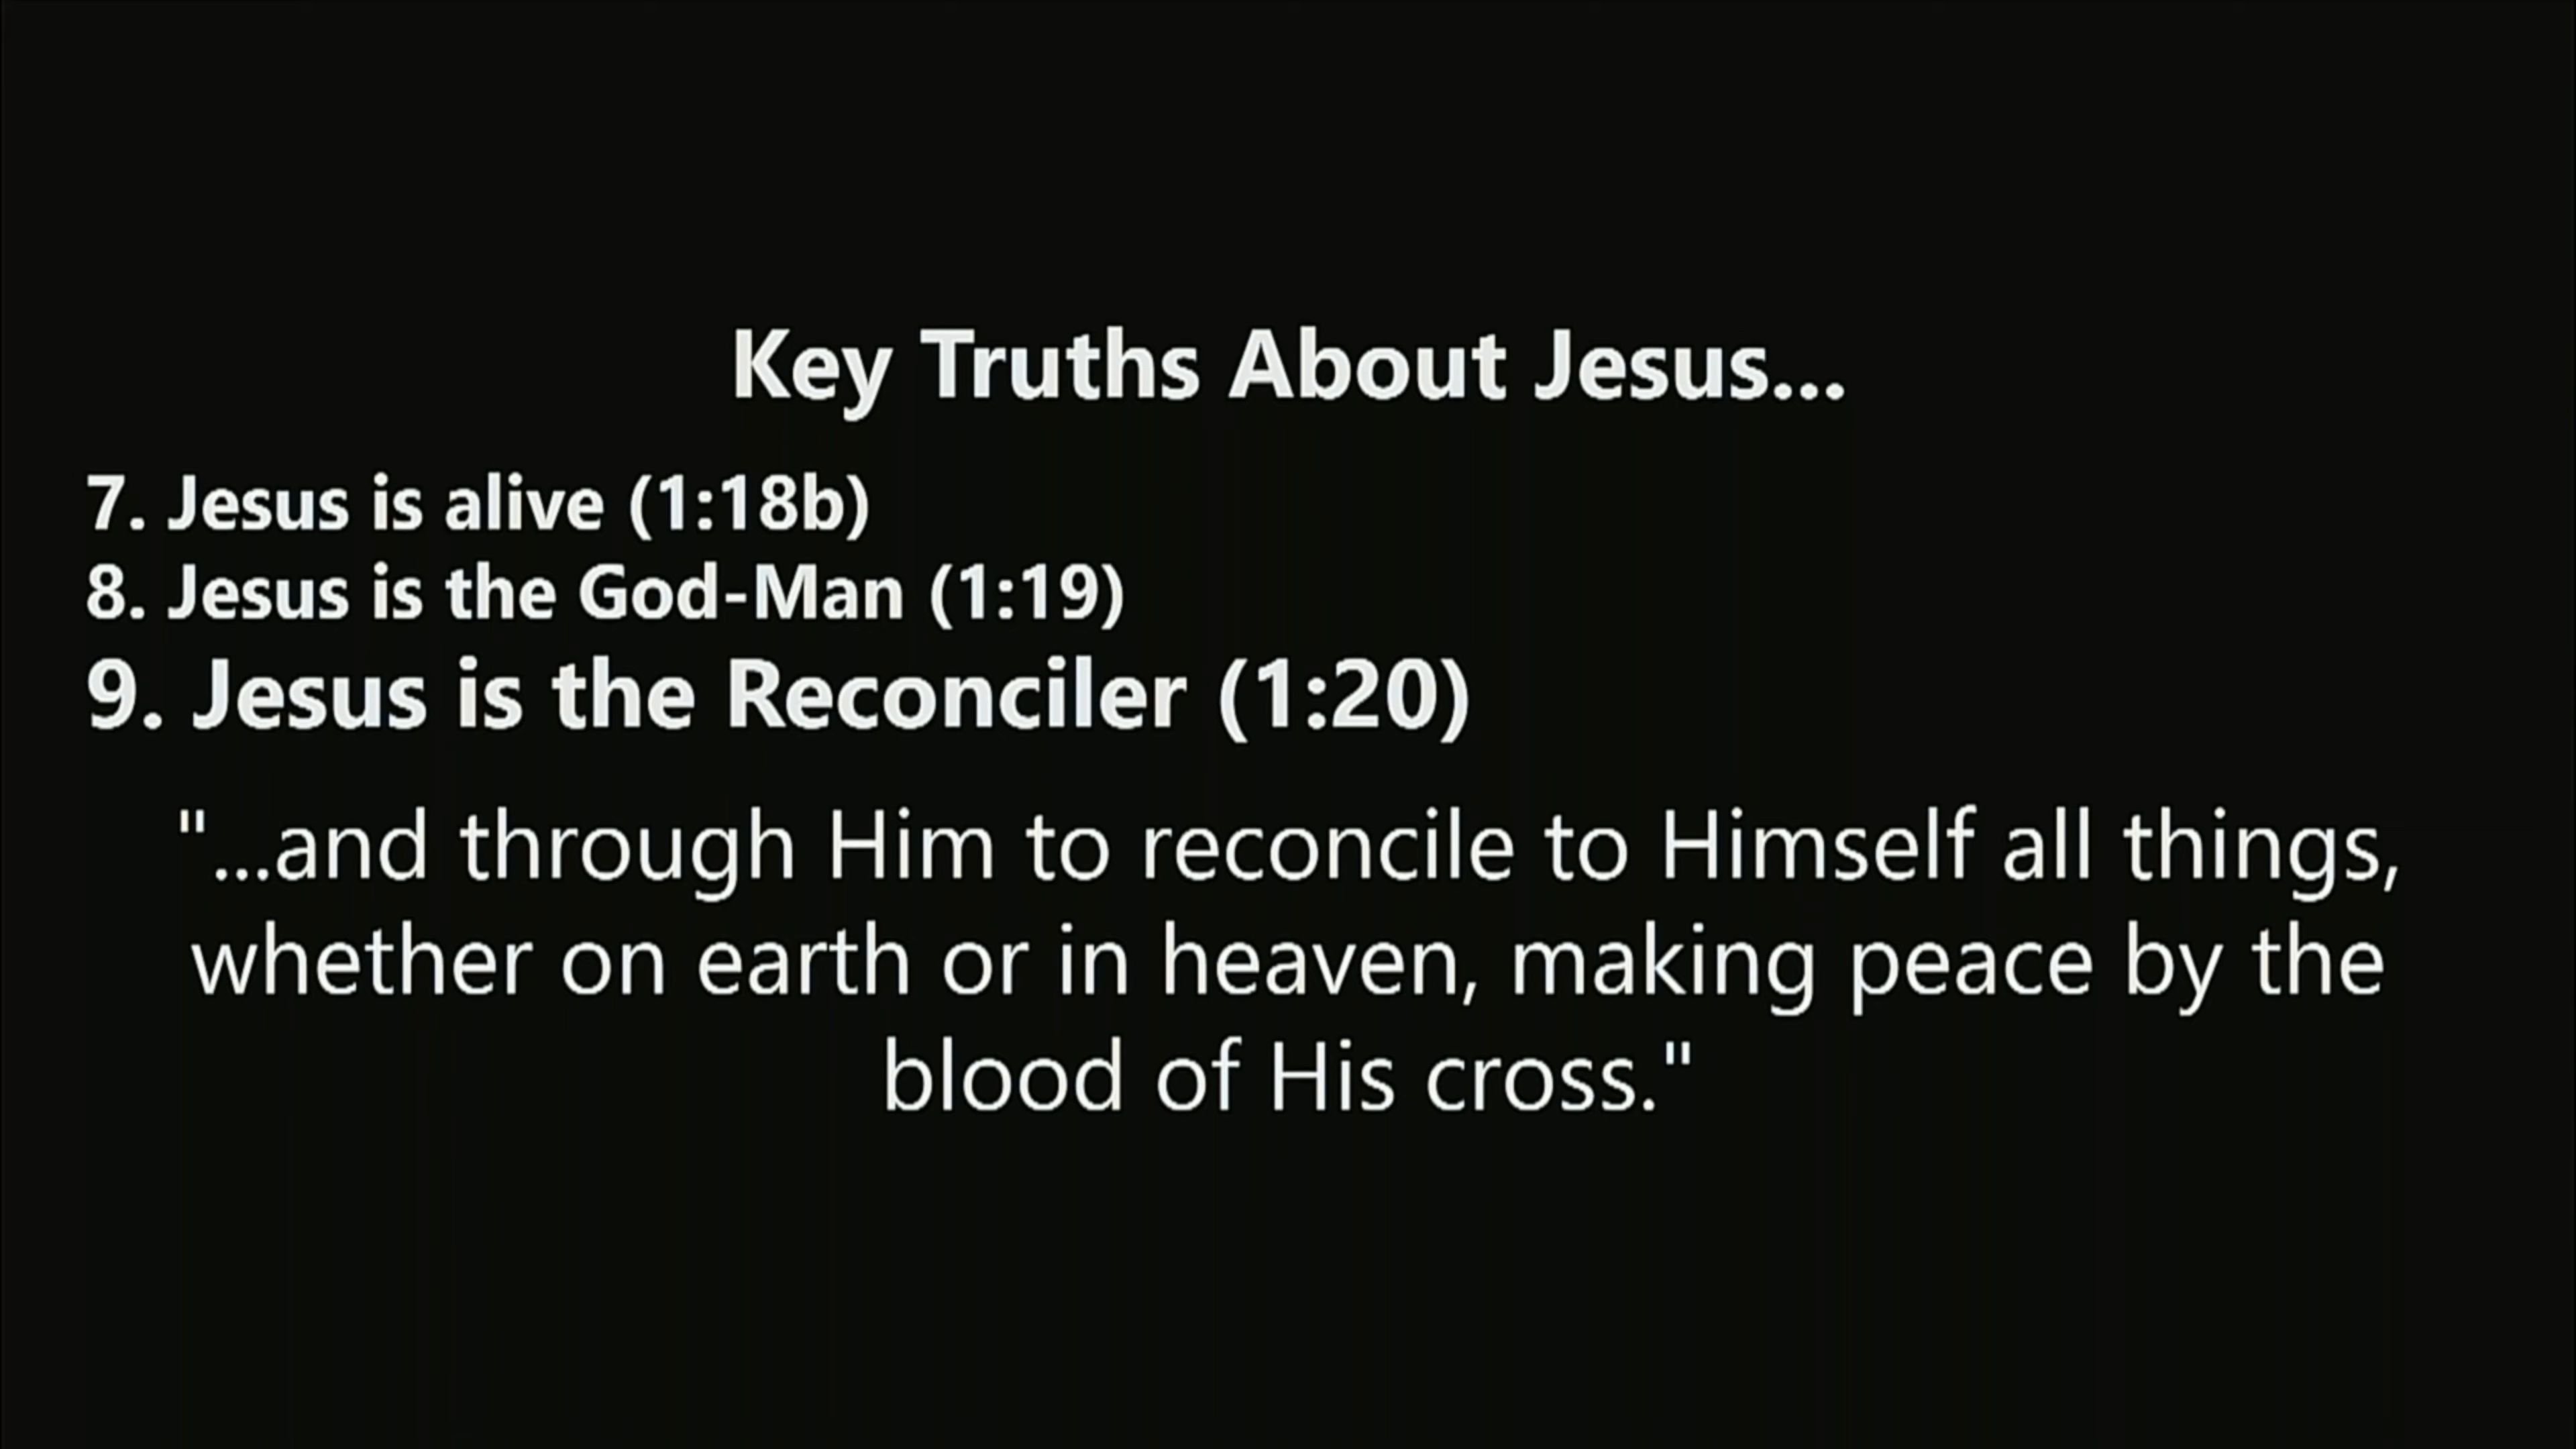 Key Truths About Jesus...
7. Jesus is alive (1:18b)
8. Jesus is the God-Man (1:19)
9. Jesus is the Reconciler (1:20)
"...and through Him to reconcile to Himself all things,
whether on earth or in heaven, making peace by the
blood of His cross."